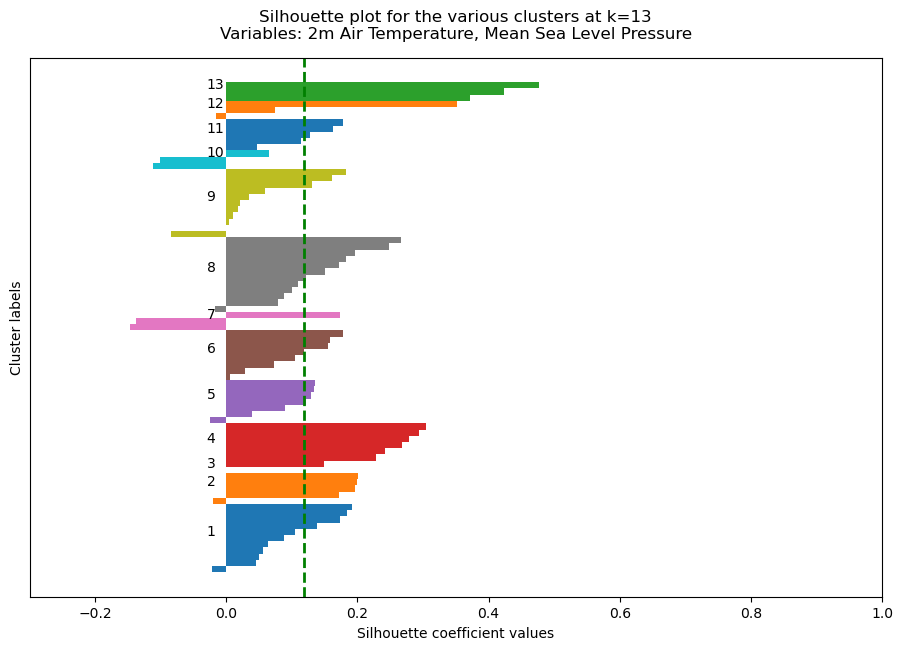 Silhouette plot for the various clusters at k=13
Variables: 2m Air Temperature, Mean Sea Level Pressure
13
12
11
10
9
8
7
6
5
4
3
2
1
Cluster labels
−0.2 0.0 0.2 0.4 0.6 0.8 1.0
Silhouette coefficient values